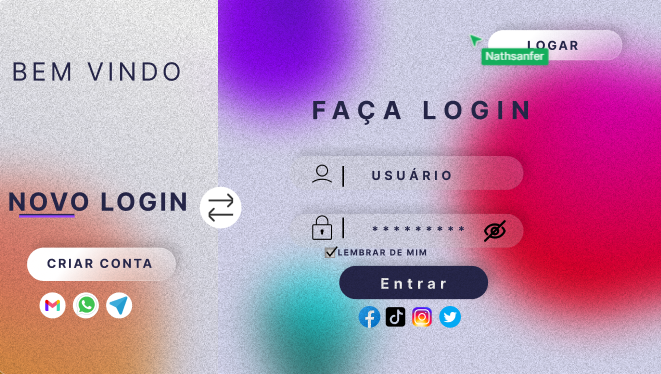 BEM VINDO
NOVO LOGIN
CRIAR CONTA
LOGAR
Nathsanfer
FAÇA LOGIN
USUÁRIO
*********
LEMBRAR DE MIM
Entrar